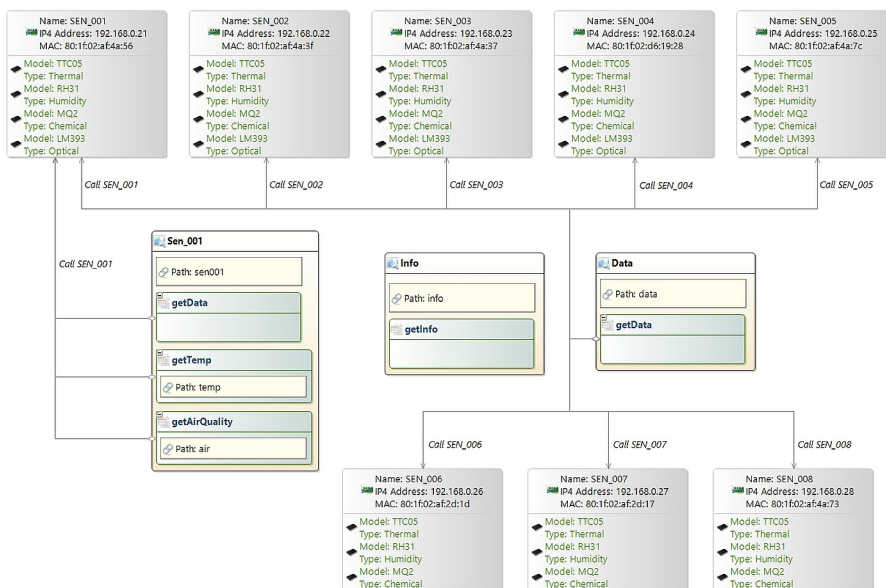 Name: SEN_001
IP4 Address: 192.168.0.21
MAC: 80:1f:02:af:4a:56
Model: TTC05
Type: Thermal
Model: RH31
Type: Humidity
Model: MQ2
Type: Chemical
Model: LM393
Type: Optical
Name: SEN_002
IP4 Address: 192.168.0.22
MAC: 80:1f:02:af:4a:3f
Model: TTC05
Type: Thermal
Model: RH31
Type: Humidity
Model: MQ2
Type: Chemical
Model: LM393
Type: Optical
Name: SEN_003
IP4 Address: 192.168.0.23
MAC: 80:1f:02:af:4a:37
Model: TTC05
Type: Thermal
Model: RH31
Type: Humidity
Model: MQ2
Type: Chemical
Model: LM393
Type: Optical
Name: SEN_004
IP4 Address: 192.168.0.24
MAC: 80:1f:02:d6:19:28
Model: TTC05
Type: Thermal
Model: RH31
Type: Humidity
Model: MQ2
Type: Chemical
Model: LM393
Type: Optical
Name: SEN_005
IP4 Address: 192.168.0.25
MAC: 80:1f:02:af:4a:7c
Model: TTC05
Type: Thermal
Model: RH31
Type: Humidity
Model: MQ2
Type: Chemical
Model: LM393
Type: Optical
Call SEN_001
Call SEN_002
Call SEN_003
Call SEN_004
Call SEN_005
Call SEN_001
Sen_001
Path: sen001
getData
getTemp
Path: temp
getAirQuality
Path: air
Info
Path: info
getInfo
Data
Path: data
getData
Call SEN_006
Call SEN_007
Call SEN_008
Name: SEN_006
IP4 Address: 192.168.0.26
MAC: 80:1f:02:af:2d:1d
Model: TTC05
Type: Thermal
Model: RH31
Type: Humidity
Model: MQ2
Type: Chemical
Name: SEN_007
IP4 Address: 192.168.0.27
MAC: 80:1f:02:af:2d:17
Model: TTC05
Type: Thermal
Model: RH31
Type: Humidity
Model: MQ2
Type: Chemical
Name: SEN_008
IP4 Address: 192.168.0.28
MAC: 80:1f:02:af:4a:73
Model: TTC05
Type: Thermal
Model: RH31
Type: Humidity
Model: MQ2
Type: Chemical